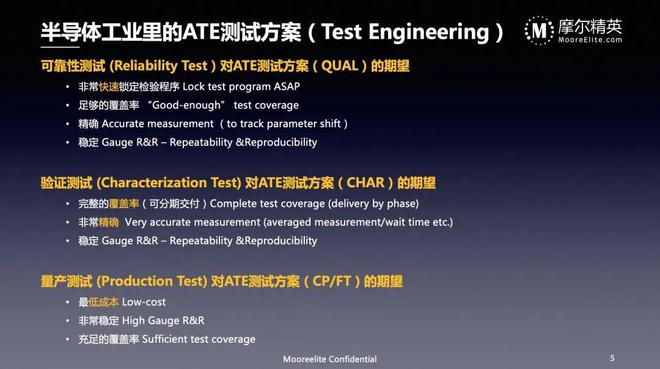 半导体工业里的ATE测试方案（Test Engineering）
摩尔精英
MooreElite.com
可靠性测试 (Reliability Test）对ATE测试方案（QUAL）的期望
• 非常快速锁定检验程序 Lock test program ASAP
• 足够的覆盖率 “Good-enough” test coverage
• 精确 Accurate measurement （to track parameter shift）
• 稳定 Gauge R&R – Repeatability &Reproducibility
验证测试 (Characterization Test) 对ATE测试方案（CHAR）的期望
• 完整的覆盖率（可分期交付）Complete test coverage (delivery by phase)
• 非常精确 Very accurate measurement (averaged measurement/wait time etc.)
• 稳定 Gauge R&R – Repeatability &Reproducibility
量产测试 (Production Test) 对ATE测试方案（CP/FT）的期望
• 最低成本 Low-cost
• 非常稳定 High Gauge R&R
• 充足的覆盖率 Sufficient test coverage
Mooreelite Confidential
5